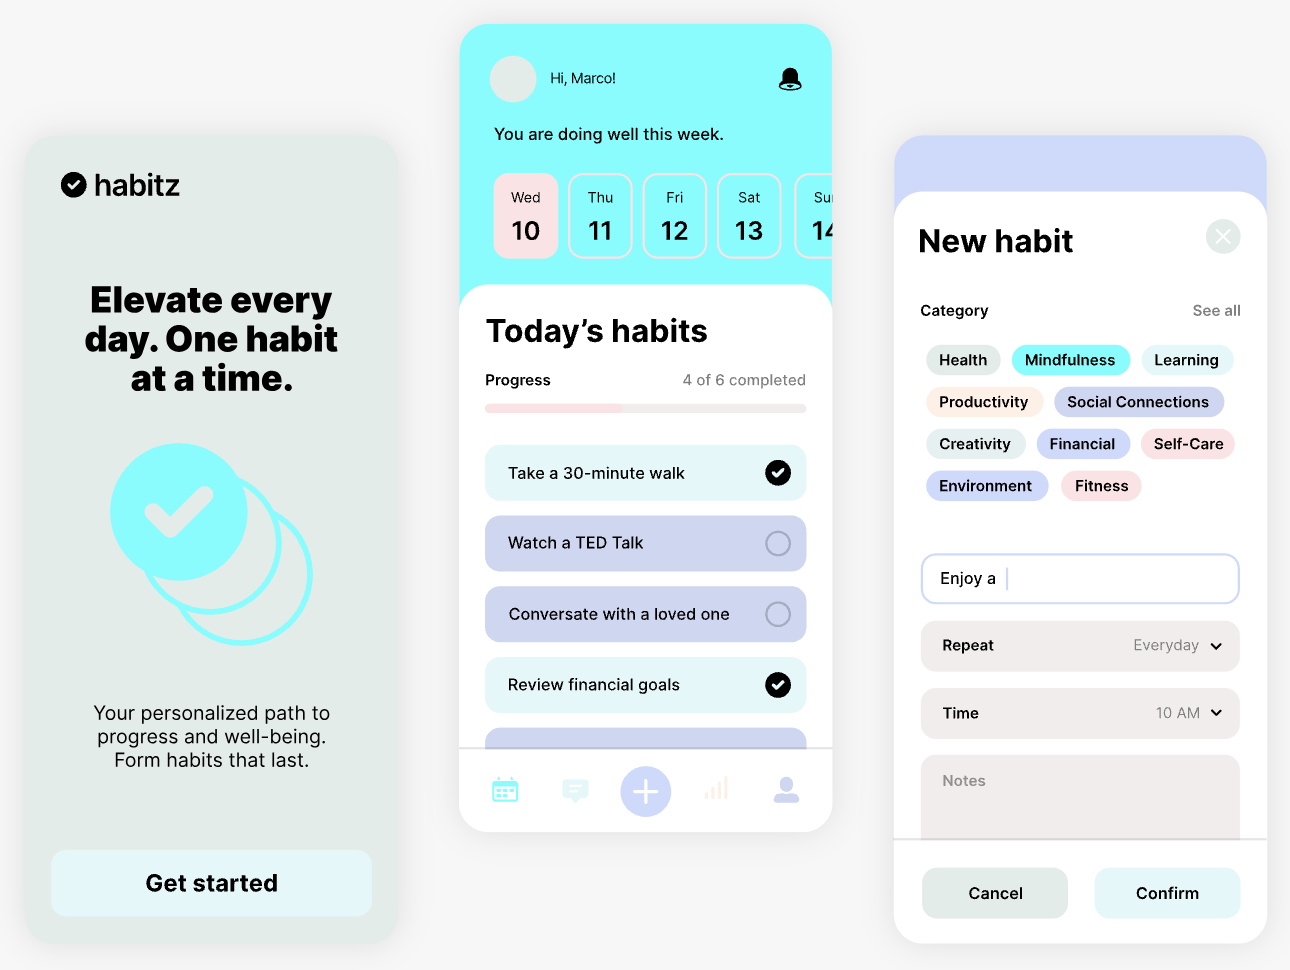 habitz
Elevate every
day. One habit
at a time.
Your personalized path to
progress and well-being.
Form habits that last.
Get started
Hi, Marco!
You are doing well this week.
Wed Thu Fri Sat Sun
10 11 12 13 14
Today's habits
Progress 4 of 6 completed
Take a 30-minute walk
Watch a TED Talk
Conversate with a loved one
Review financial goals
New habit
Category See all
Health Mindfulness Learning
Productivity Social Connections
Creativity Financial Self-Care
Environment Fitness
Enjoy a
Repeat Everyday
Time 10 AM
Notes
Cancel Confirm